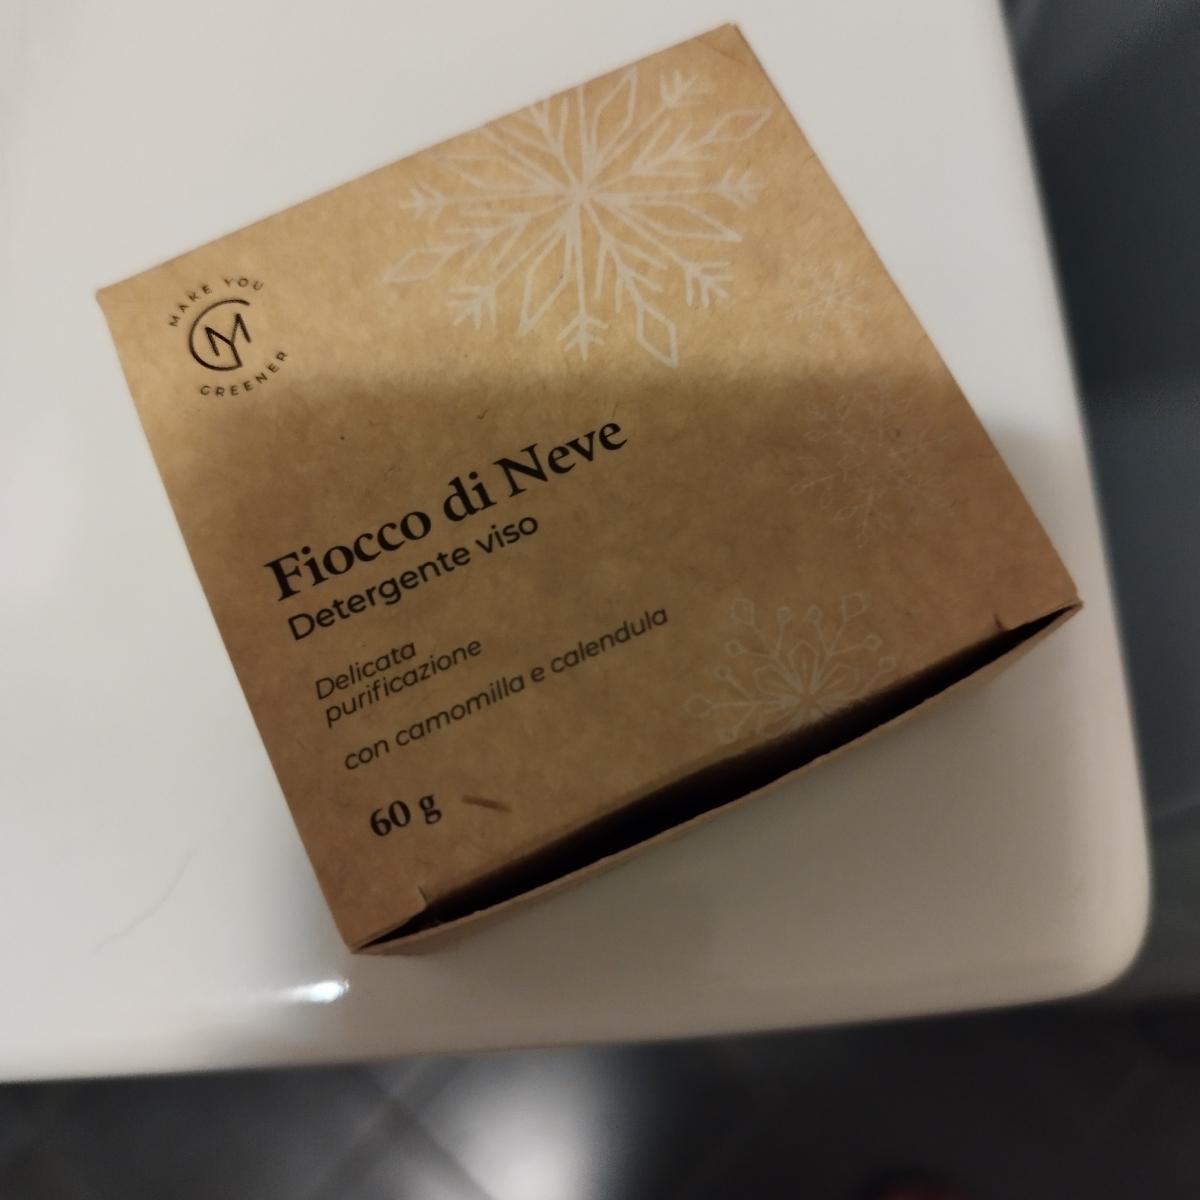 MAKE YOU
GREENER
Fiocco di Neve
Detergente viso
Delicata
purificazione
con camomilla e calendula
60 g